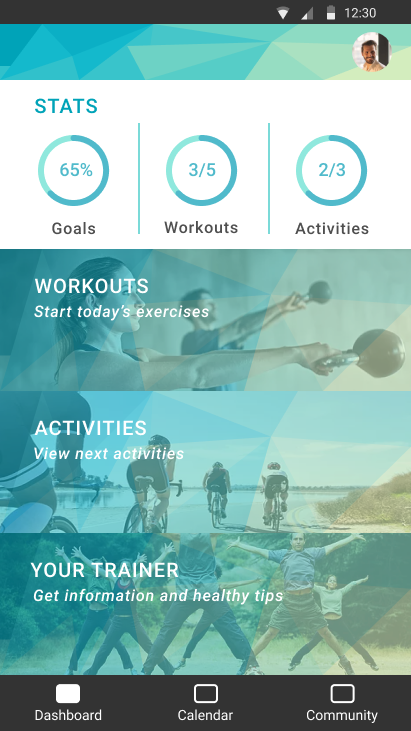 12:30
STATS
65% 3/5 2/3
Goals Workouts Activities
WORKOUTS
Start today's exercises
ACTIVITIES
View next activities
YOUR TRAINER
Get information and healthy tips
Dashboard Calendar Community